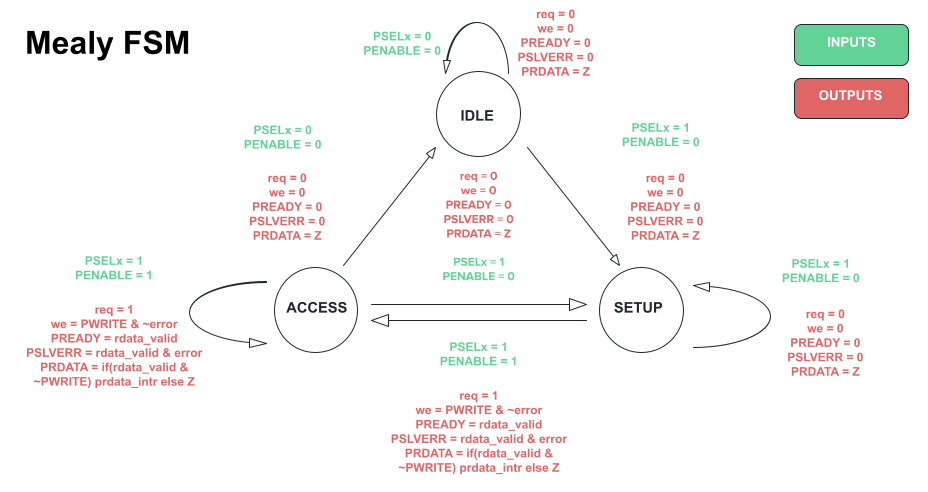 Mealy FSM
PSELx = 0
PENABLE = 0
req = 0
we = 0
PREADY = 0
PSLVERR = 0
PRDATA = Z
INPUTS
OUTPUTS
IDLE
PSELx = 0
PENABLE = 0
req = 0
we = 0
PREADY = 0
PSLVERR = 0
PRDATA = Z
req = 0
we = 0
PREADY = 0
PSLVERR = 0
PRDATA = Z
PSELx = 1
PENABLE = 0
PSELx = 1
PENABLE = 0
req = 0
we = 0
PREADY = 0
PSLVERR = 0
PRDATA = Z
PSELx = 1
PENABLE = 1
req = 1
we = PWRITE & ~error
PREADY = rdata_valid
PSLVERR = rdata_valid & error
PRDATA = if(rdata_valid &
~PWRITE) prdata_intr else Z
ACCESS
SETUP
PSELx = 1
PENABLE = 0
req = 0
we = 0
PREADY = 0
PSLVERR = 0
PRDATA = Z
PSELx = 1
PENABLE = 1
req = 1
we = PWRITE & ~error
PREADY = rdata_valid
PSLVERR = rdata_valid & error
PRDATA = if(rdata_valid &
~PWRITE) prdata_intr else Z